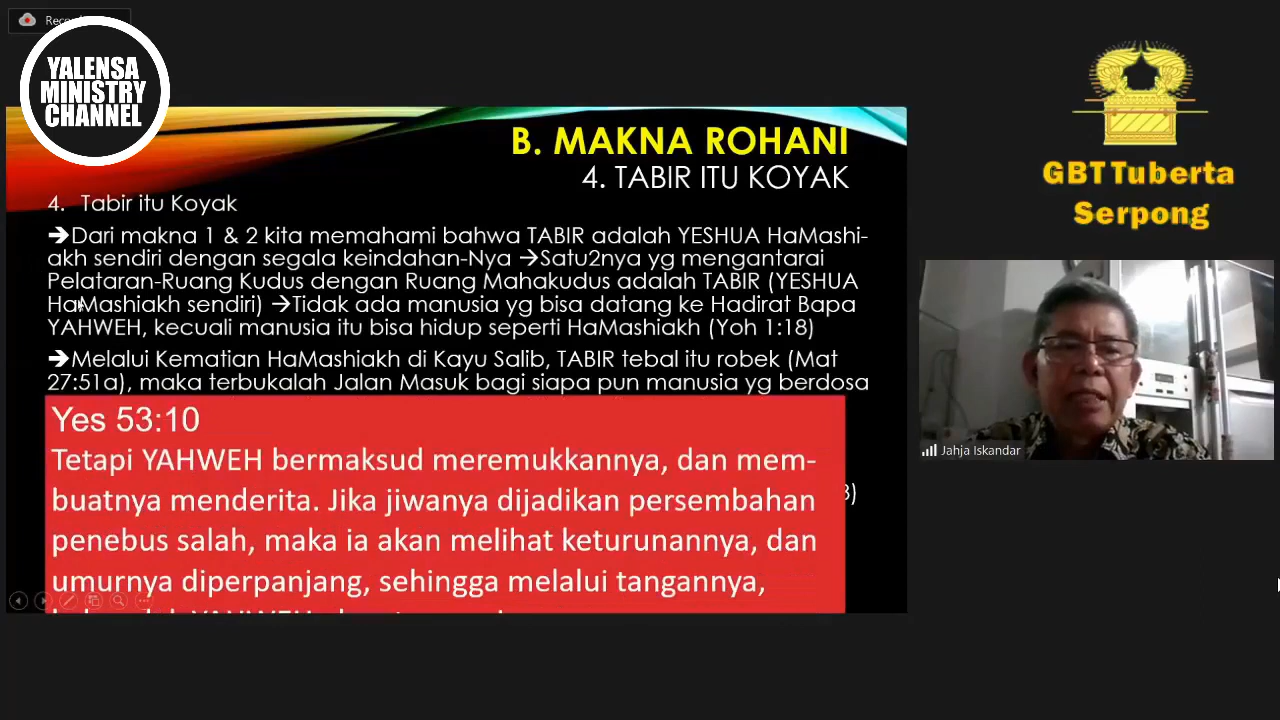 YALENSA
MINISTRY
CHANNEL
B. MAKNA ROHANI
4. TABIR ITU KOYAK
4. Tabir itu Koyak
➔Dari makna 1 & 2 kita memahami bahwa TABIR adalah YESHUA HaMashi-
akh sendiri dengan segala keindahan-Nya ➔Satu2nya yg mengantarai
Pelataran-Ruang Kudus dengan Ruang Mahakudus adalah TABIR (YESHUA
HaMashiakh sendiri) ➔Tidak ada manusia yg bisa datang ke Hadirat Bapa
YAHWEH, kecuali manusia itu bisa hidup seperti HaMashiakh (Yoh 1:18)
➔Melalui Kematian HaMashiakh di Kayu Salib, TABIR tebal itu robek (Mat
27:51a), maka terbukalah Jalan Masuk bagi siapa pun manusia yg berdosa
Yes 53:10
Tetapi YAHWEH bermaksud meremukkannya, dan mem-
buatnya menderita. Jika jiwanya dijadikan persembahan
penebus salah, maka ia akan melihat keturunannya, dan
umurnya diperpanjang, sehingga melalui tangannya,
GBT Tuberta
Serpong
Jahja Iskandar